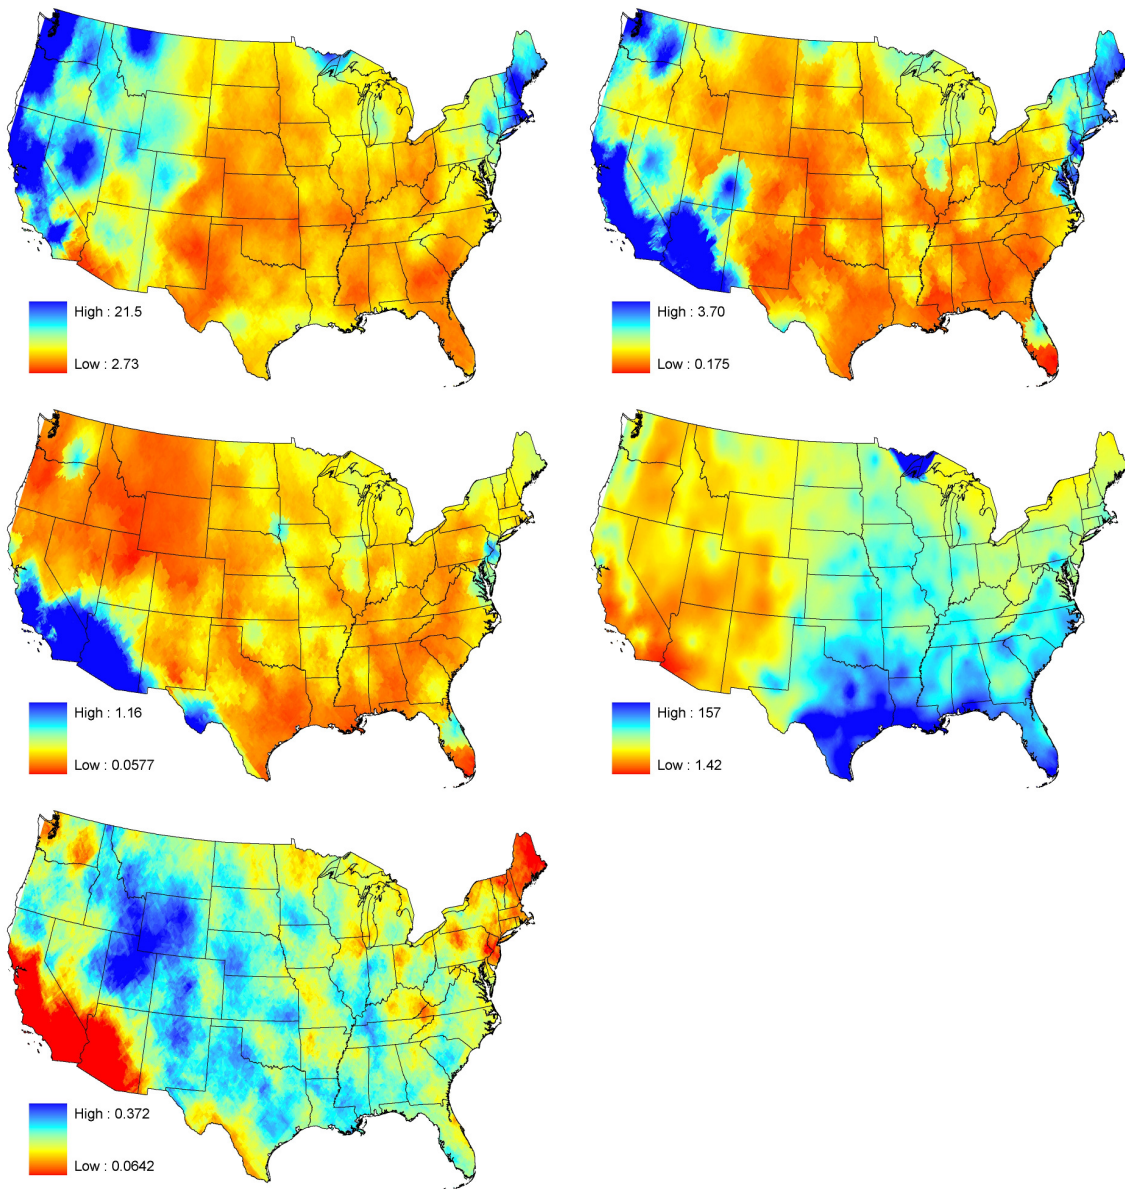 High : 21.5
Low : 2.73
High : 3.70
Low : 0.175
High : 1.16
Low : 0.0577
High : 157
Low : 1.42
High : 0.372
Low : 0.0642